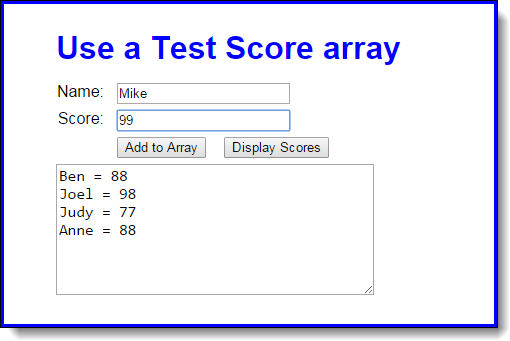 Use a Test Score array
Name: Mike
Score: 99
Add to Array Display Scores
Ben = 88
Joel = 98
Judy = 77
Anne = 88